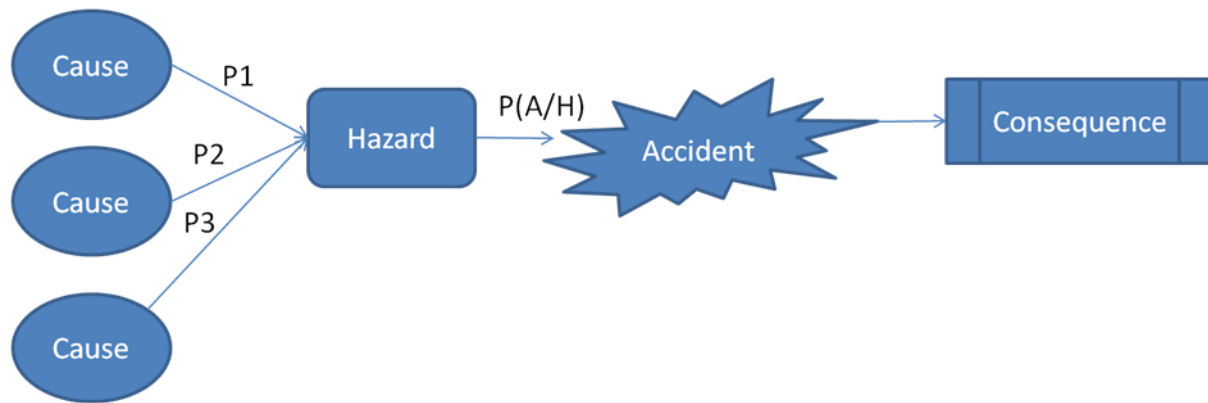 Cause
P1
Hazard
P(A/H)
Accident
Consequence
Cause
P2
P3
Cause